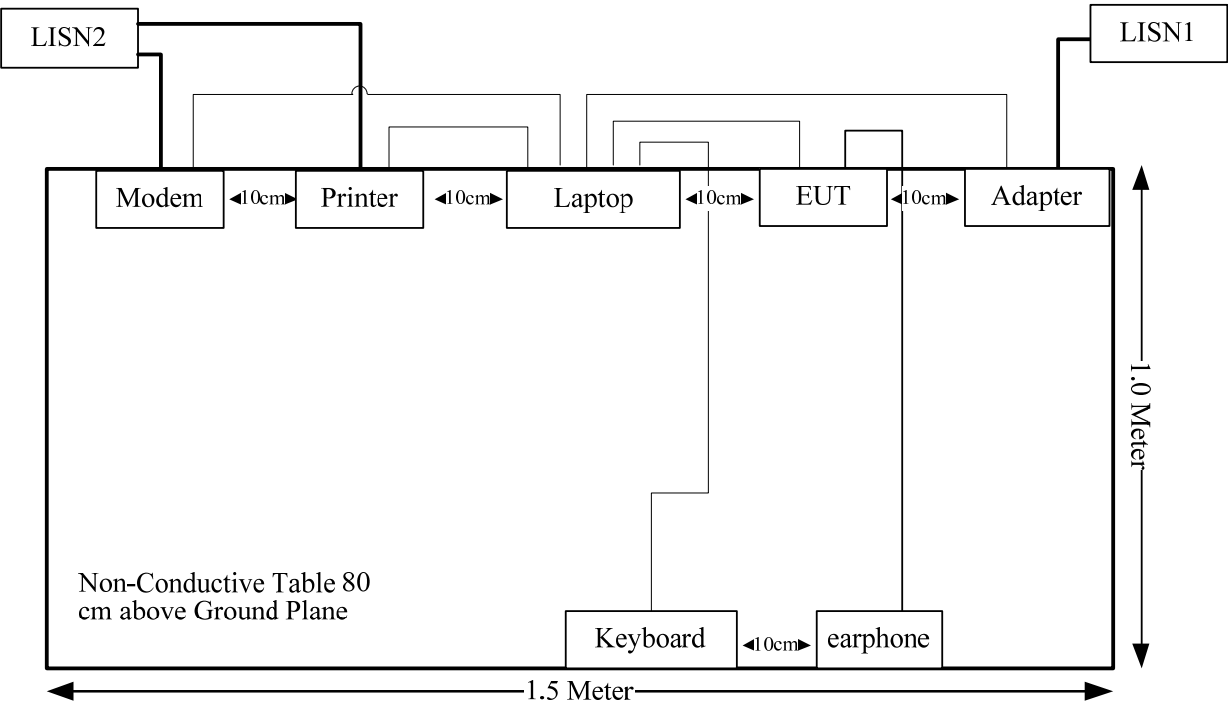 LISN2
LISN1
Modem
10cm
Printer
10cm
Laptop
10cm
EUT
10cm
Adapter
1.0 Meter
Non-Conductive Table 80
cm above Ground Plane
Keyboard
10cm
earphone
1.5 Meter